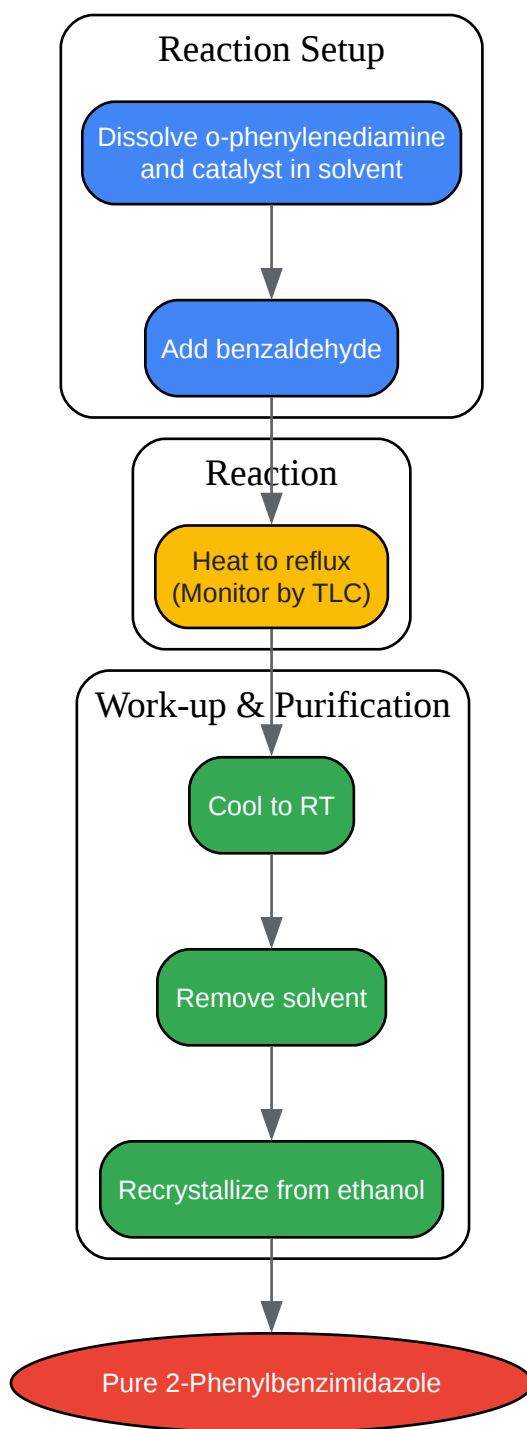 Reaction Setup
Dissolve o-phenylenediamine
and catalyst in solvent
Add benzaldehyde
Reaction
Heat to reflux
(Monitor by TLC)
Work-up & Purification
Cool to RT
Remove solvent
Recrystallize from ethanol
Pure 2-Phenylbenzimidazole